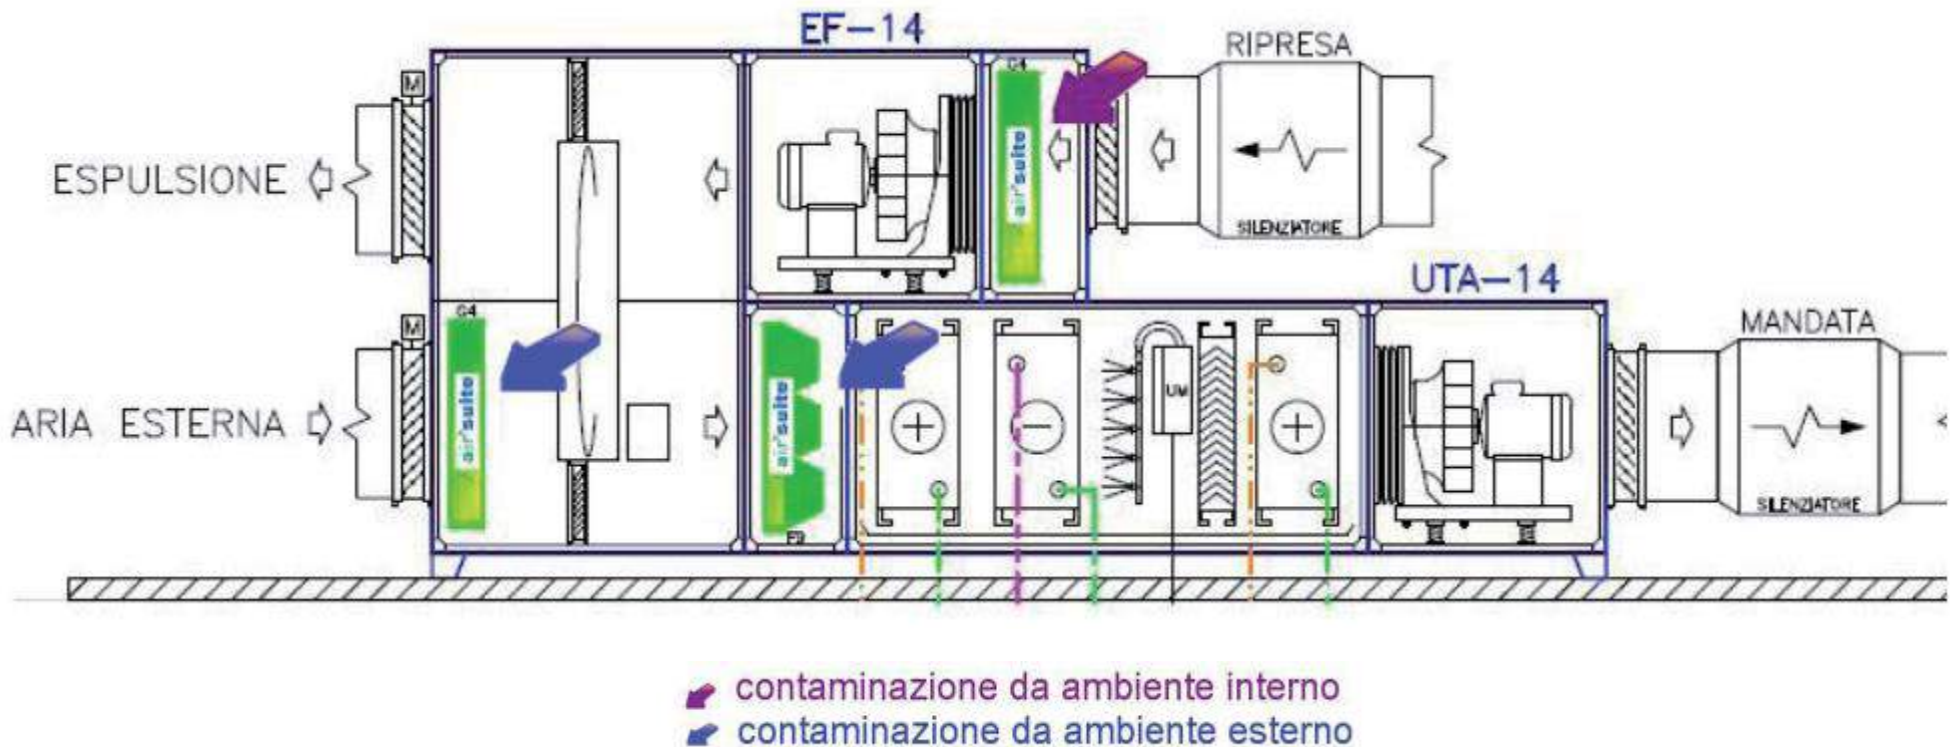 EF-14
RIPRESA
M
G4
ESPULSIONE
air'suite
SILENZIATORE
UTA-14
G4
M
MANDATA
air'suite
air'suite
UM
ARIA ESTERNA
SILENZIATORE
F9
contaminazione da ambiente interno
contaminazione da ambiente esterno